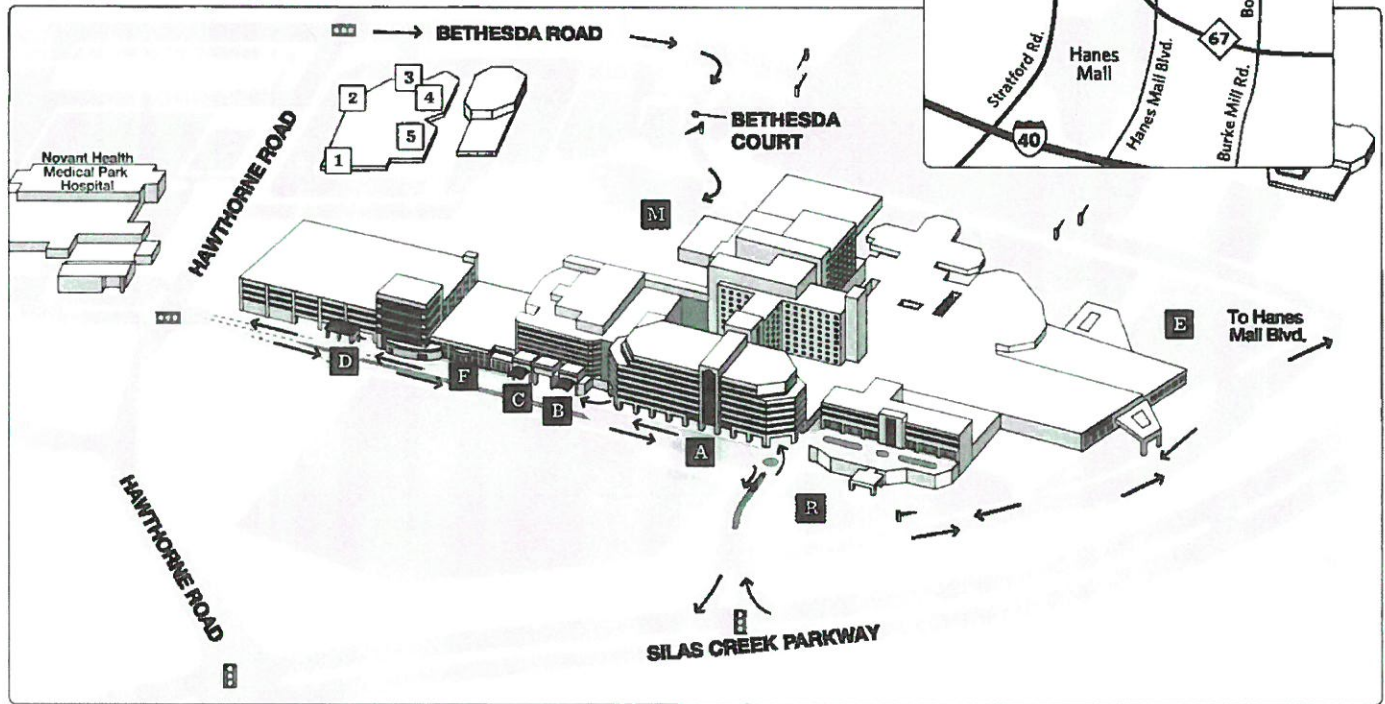 BETHESDA ROAD
BETHESDA
COURT
Stratford Rd.
Hanes
Mall
Hanes Mall Blvd.
Burke Mill Rd.
Bo
67
40
1
2
3
4
5
Novant Health
Medical Park
Hospital
HAWTHORNE ROAD
M
E
To Hanes
Mall Blvd.
D
F
C
B
A
R
HAWTHORNE ROAD
SILAS CREEK PARKWAY